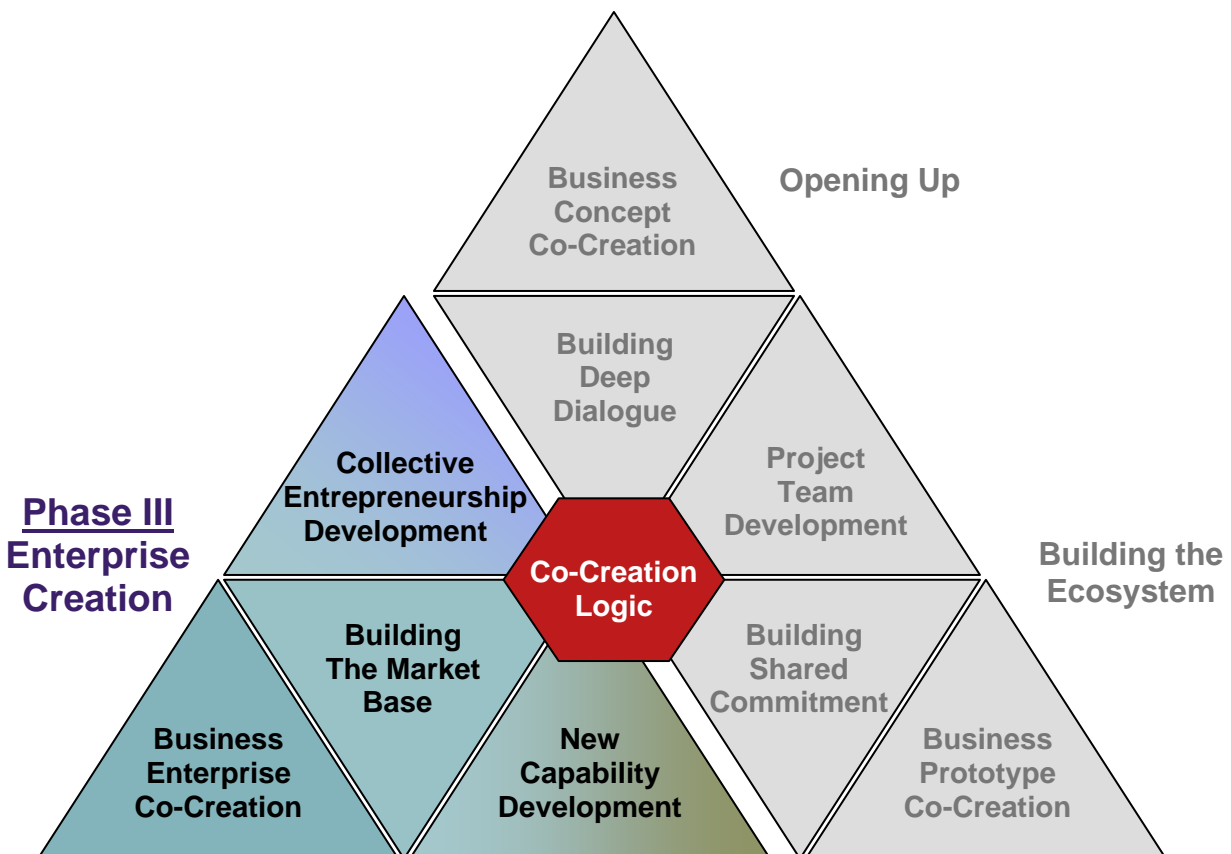 Business
Concept
Co-Creation
Opening Up
Building
Deep
Dialogue
Collective
Entrepreneurship
Development
Project
Team
Development
Phase III
Enterprise
Creation
Co-Creation
Logic
Building the
Ecosystem
Building
The Market
Base
Building
Shared
Commitment
Business
Enterprise
Co-Creation
New
Capability
Development
Business
Prototype
Co-Creation